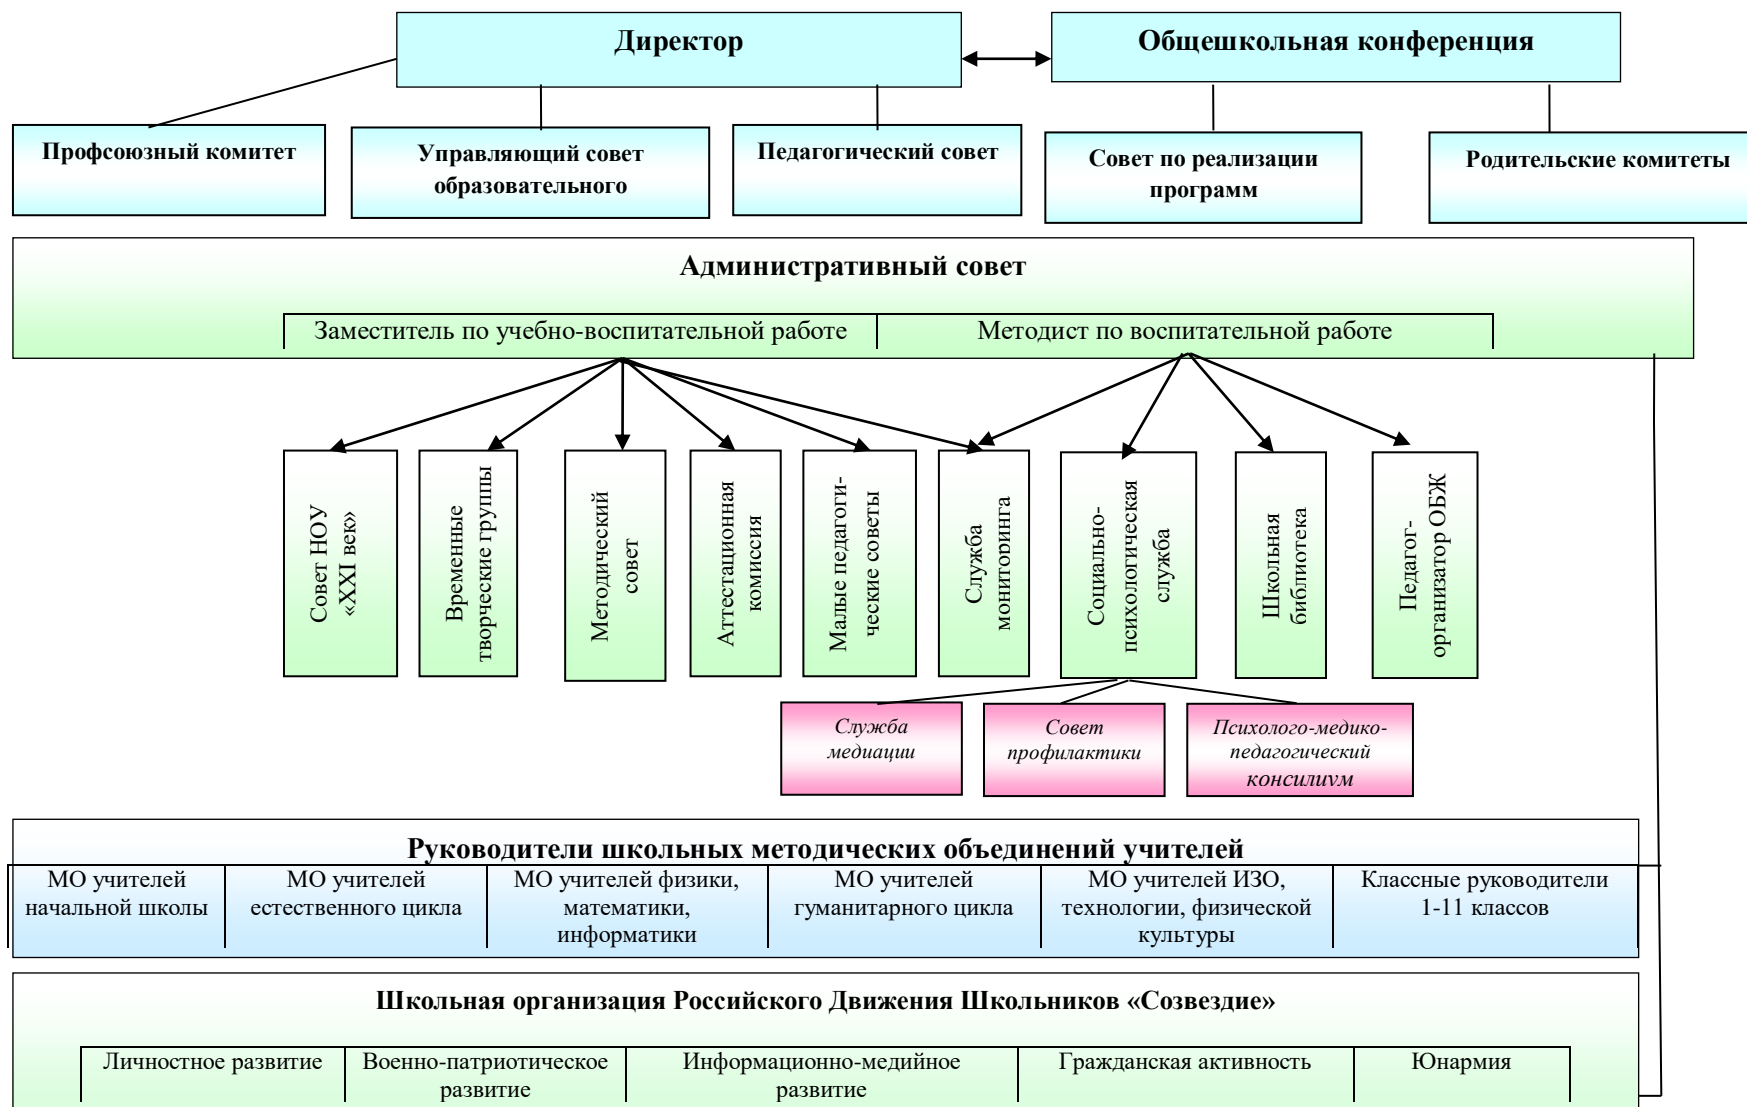 Директор
Общешкольная конференция
Профсоюзный комитет
Управляющий совет
образовательного
Педагогический совет
Совет по реализации
программ
Родительские комитеты
Административный совет
Заместитель по учебно-воспитательной работе
Методист по воспитательной работе
Совет НОУ
«XXI век»
Временные
творческие группы
Методический
совет
Аттестационная
комиссия
Малые педагоги-
ческие советы
Служба
мониторинга
Социально-
психологическая
служба
Школьная
библиотека
Педагог-
организатор ОБЖ
Служба
медиации
Совет
профилактики
Психолого-медико-
педагогический
консилиум
Руководители школьных методических объединений учителей
МО учителей
начальной школы
МО учителей
естественного цикла
МО учителей физики,
математики,
информатики
МО учителей
гуманитарного цикла
МО учителей ИЗО,
технологии, физической
культуры
Классные руководители
1-11 классов
Школьная организация Российского Движения Школьников «Созвездие»
Личностное развитие
Военно-патриотическое
развитие
Информационно-медийное
развитие
Гражданская активность
Юнармия